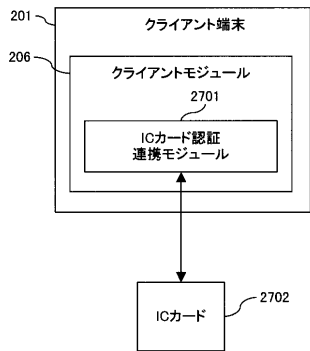 201
クライアント端末
206
クライアントモジュール
2701
ICカード認証
連携モジュール
ICカード
2702